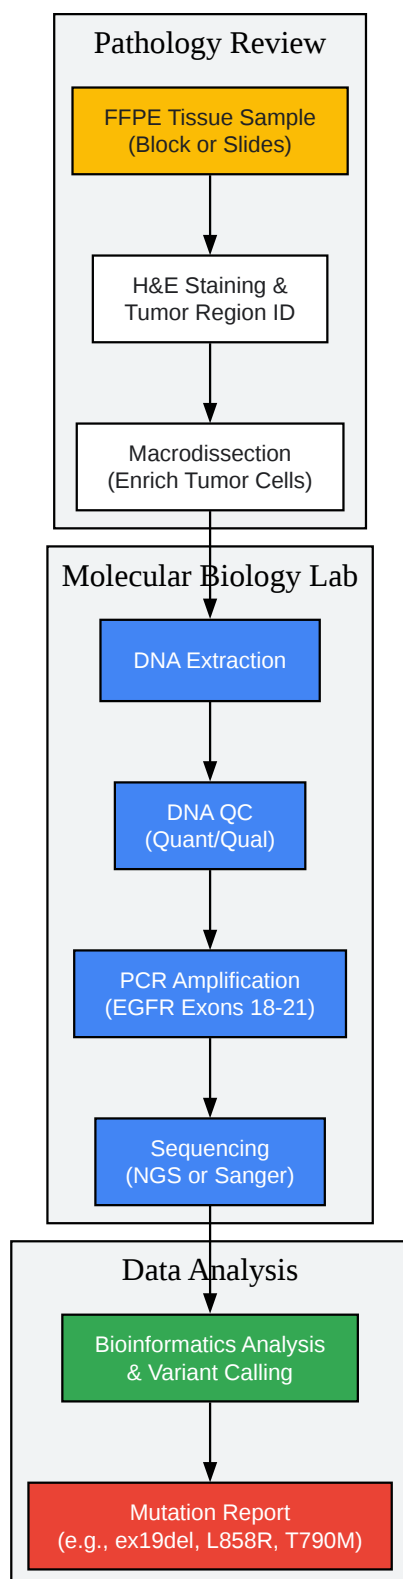 Pathology Review
FFPE Tissue Sample
(Block or Slides)
H&E Staining &
Tumor Region ID
Macrodissection
(Enrich Tumor Cells)
Molecular Biology Lab
DNA Extraction
DNA QC
(Quant/Qual)
PCR Amplification
(EGFR Exons 18-21)
Sequencing
(NGS or Sanger)
Data Analysis
Bioinformatics Analysis
& Variant Calling
Mutation Report
(e.g., ex19del, L858R, T790M)